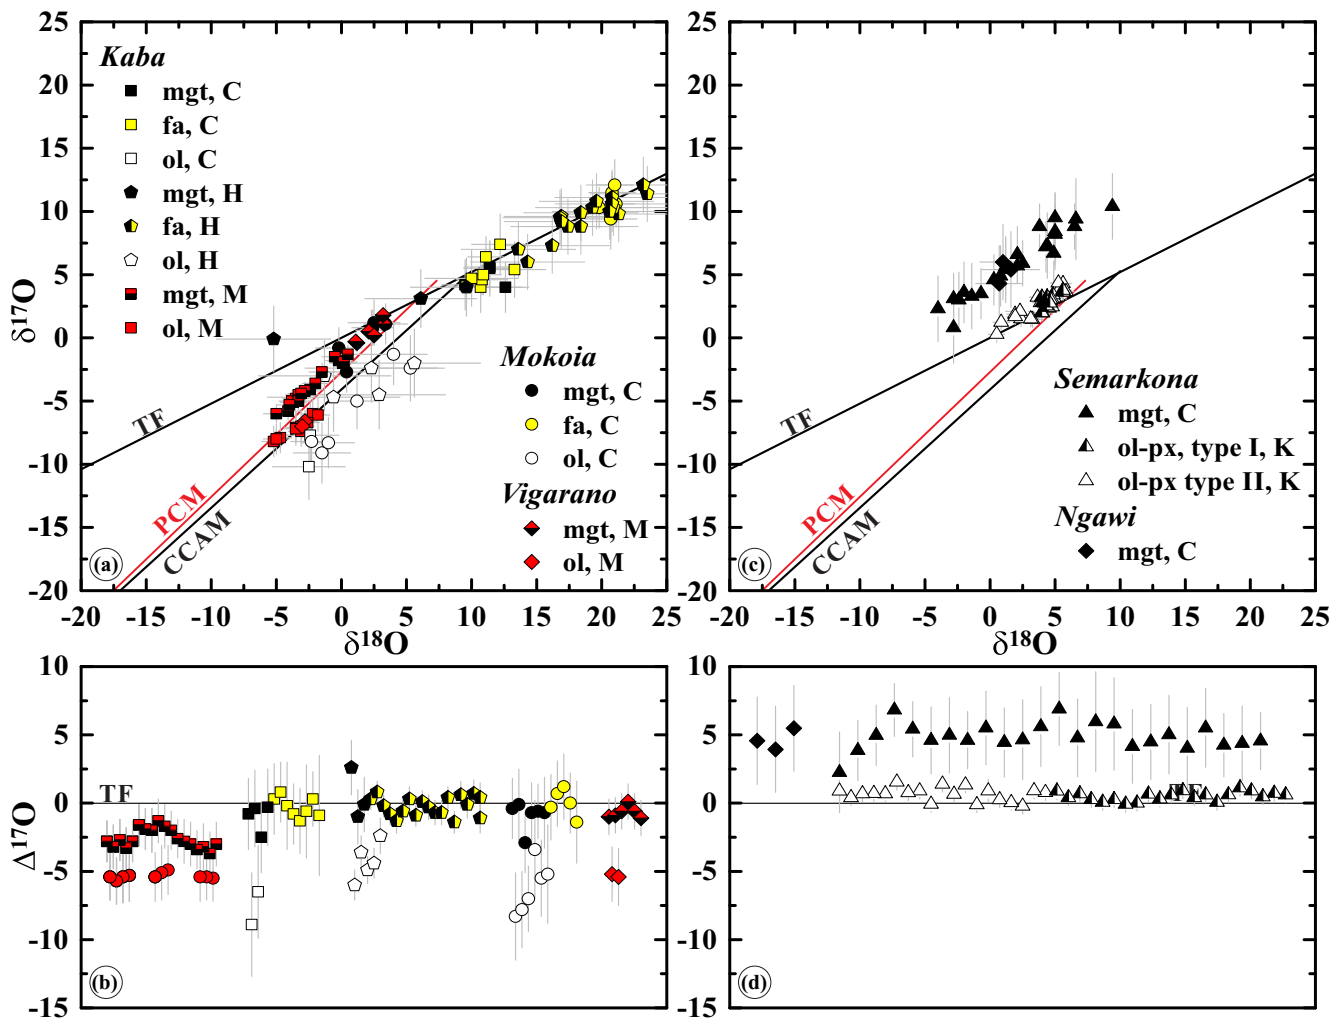 25
20
15
10
5
0
-5
-10
-15
-20
δ¹⁷O
Kaba
mgt, C
fa, C
ol, C
mgt, H
fa, H
ol, H
mgt, M
ol, M
Mokoia
mgt, C
fa, C
ol, C
Vigarano
mgt, M
ol, M
TF
PCM
CCAM
(a)
-20 -15 -10 -5 0 5 10 15 20 25
δ¹⁸O
25
20
15
10
5
0
-5
-10
-15
-20
Semarkona
mgt, C
ol-px, type I, K
ol-px type II, K
Ngawi
mgt, C
TF
PCM
CCAM
(c)
-20 -15 -10 -5 0 5 10 15 20 25
δ¹⁸O
10
5
0
-5
-10
-15
Δ¹⁷O
TF
(b)
10
5
0
-5
-10
-15
(d)